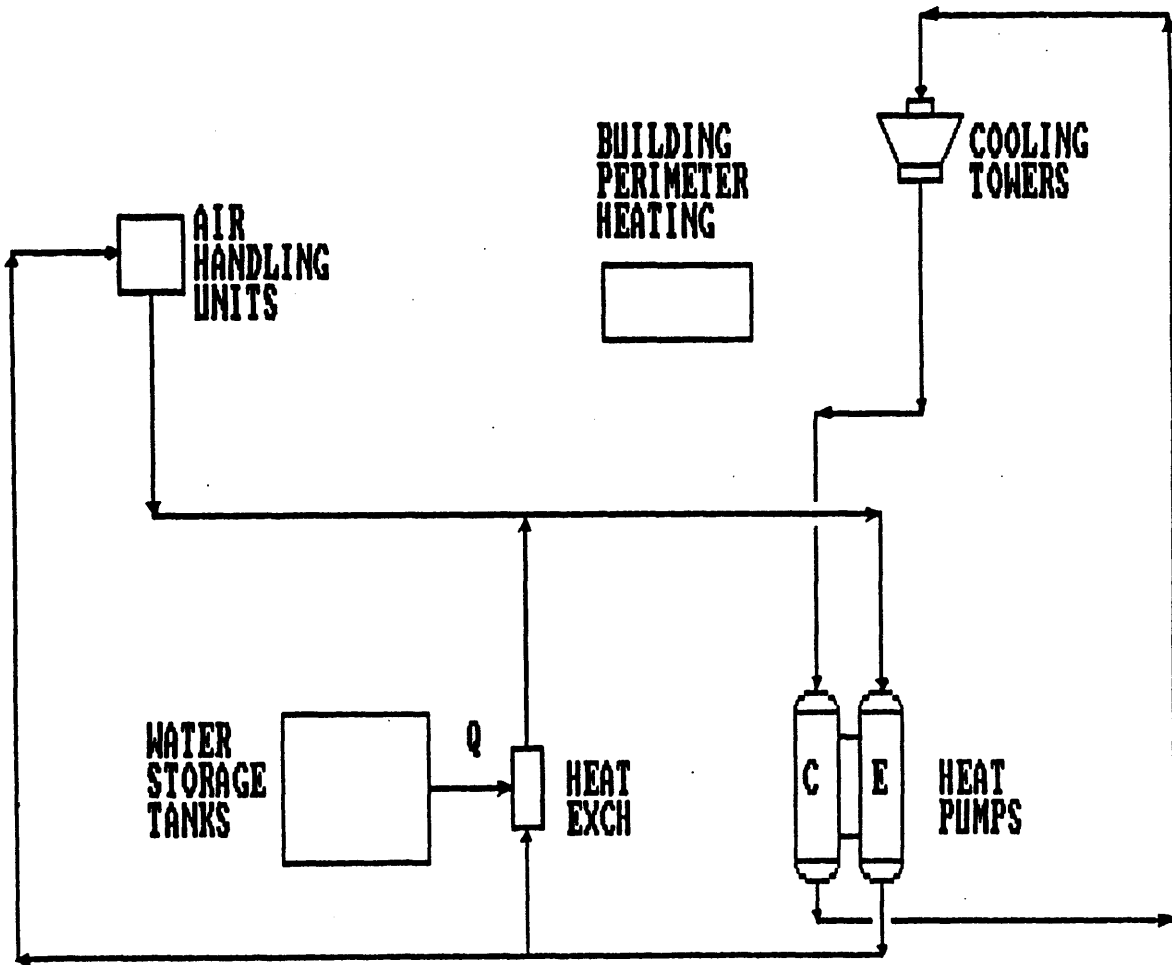 BUILDING
PERIMETER
HEATING
COOLING
TOWERS
AIR
HANDLING
UNITS
WATER
STORAGE
TANKS
Q
HEAT
EXCH
C
E
HEAT
PUMPS